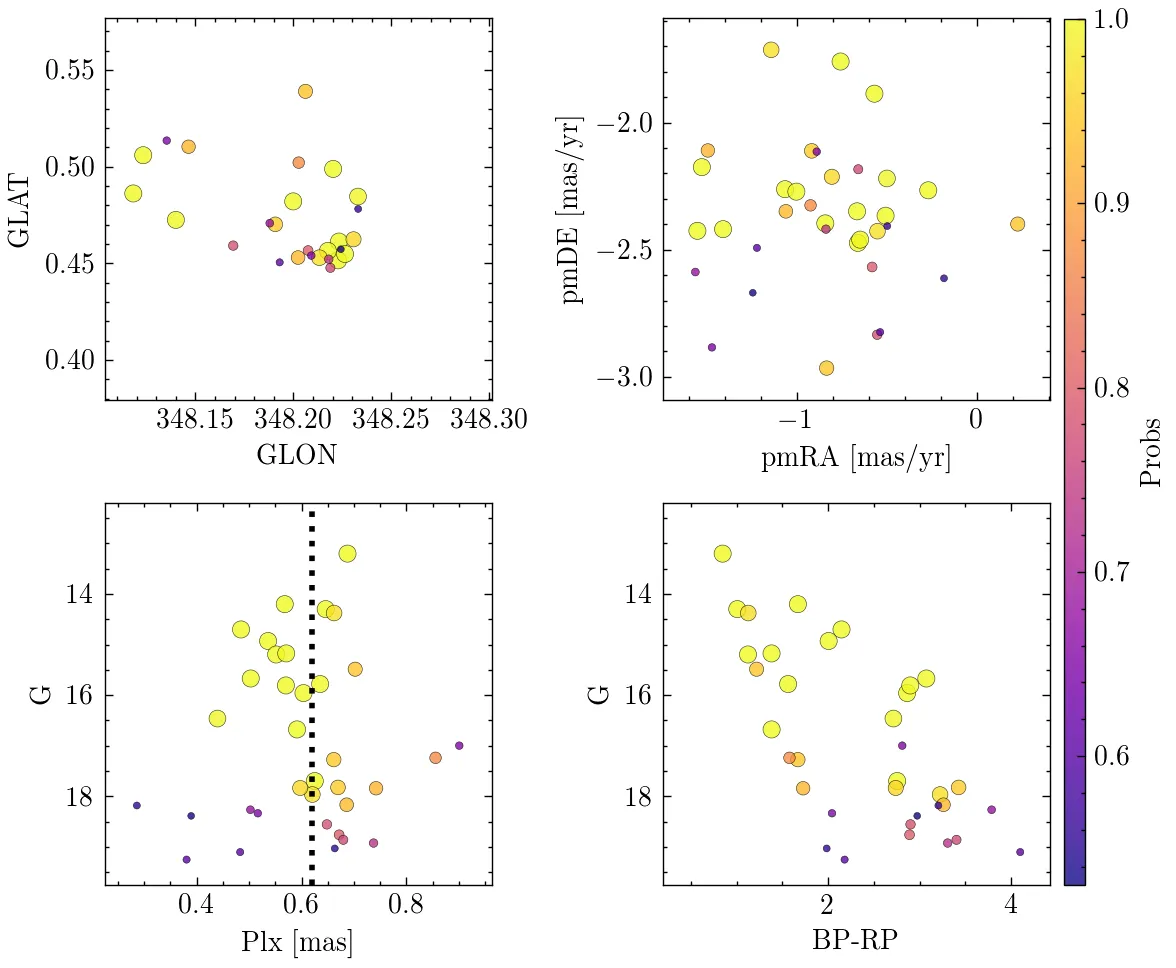 0.55
0.50
0.45
0.40
GLAT
348.15 348.20 348.25 348.30
GLON
−2.0
−2.5
−3.0
pmDE [mas/yr]
−1 0
pmRA [mas/yr]
14
16
18
G
0.4 0.6 0.8
Plx [mas]
14
16
18
G
2 4
BP-RP
1.0
0.9
0.8
0.7
0.6
Probs